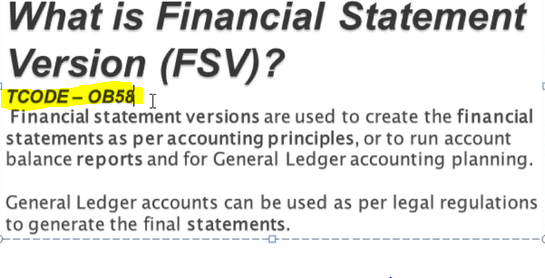 What is Financial Statement
Version (FSV)?
TCODE – OB58
Financial statement versions are used to create the financial
statements as per accounting principles, or to run account
balance reports and for General Ledger accounting planning.
General Ledger accounts can be used as per legal regulations
to generate the final statements.